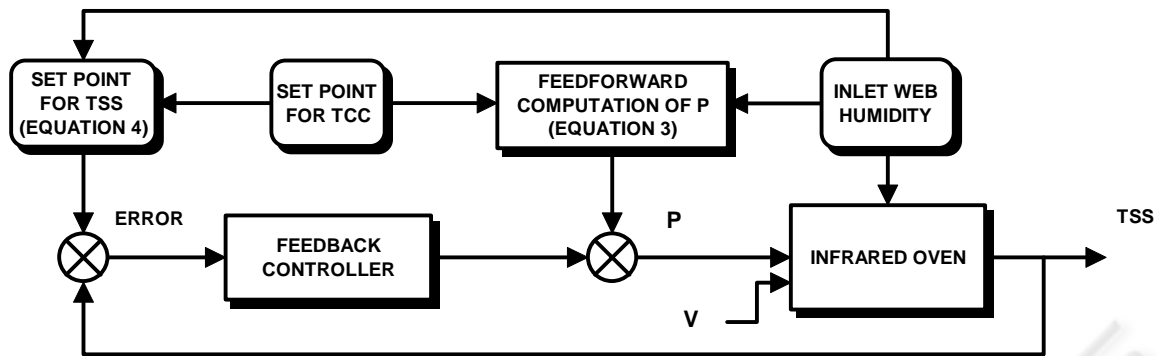 SET POINT
FOR TSS
(EQUATION 4)
SET POINT
FOR TCC
FEEDFORWARD
COMPUTATION OF P
(EQUATION 3)
INLET WEB
HUMIDITY
ERROR
FEEDBACK
CONTROLLER
P
INFRARED OVEN
TSS
V